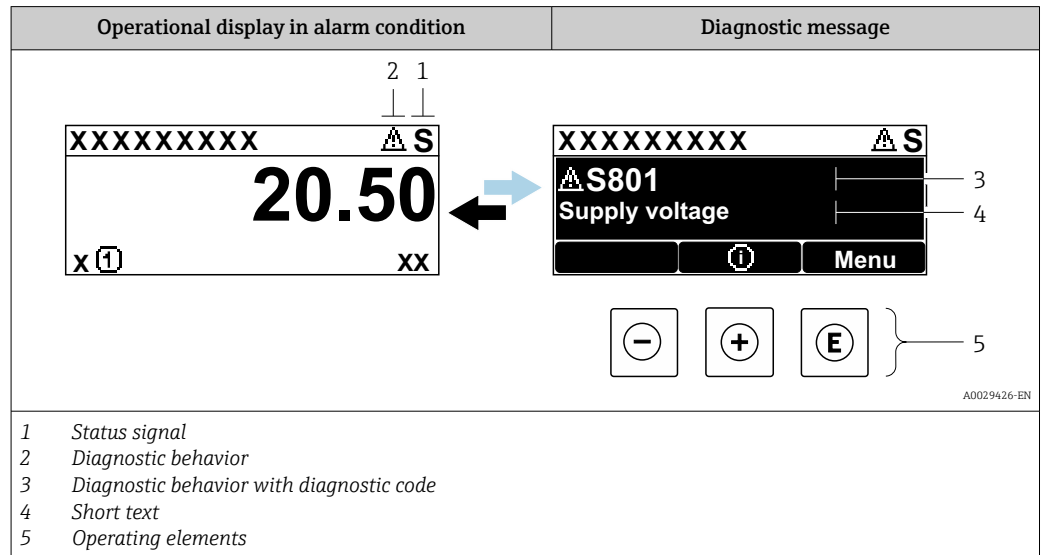 Operational display in alarm condition
Diagnostic message
2 1
XXXXXXXXX S
20.50
X 1 XX
XXXXXXXXX S
S801
Supply voltage
i Menu
3
4
- + E
5
A0029426-EN
1 Status signal
2 Diagnostic behavior
3 Diagnostic behavior with diagnostic code
4 Short text
5 Operating elements